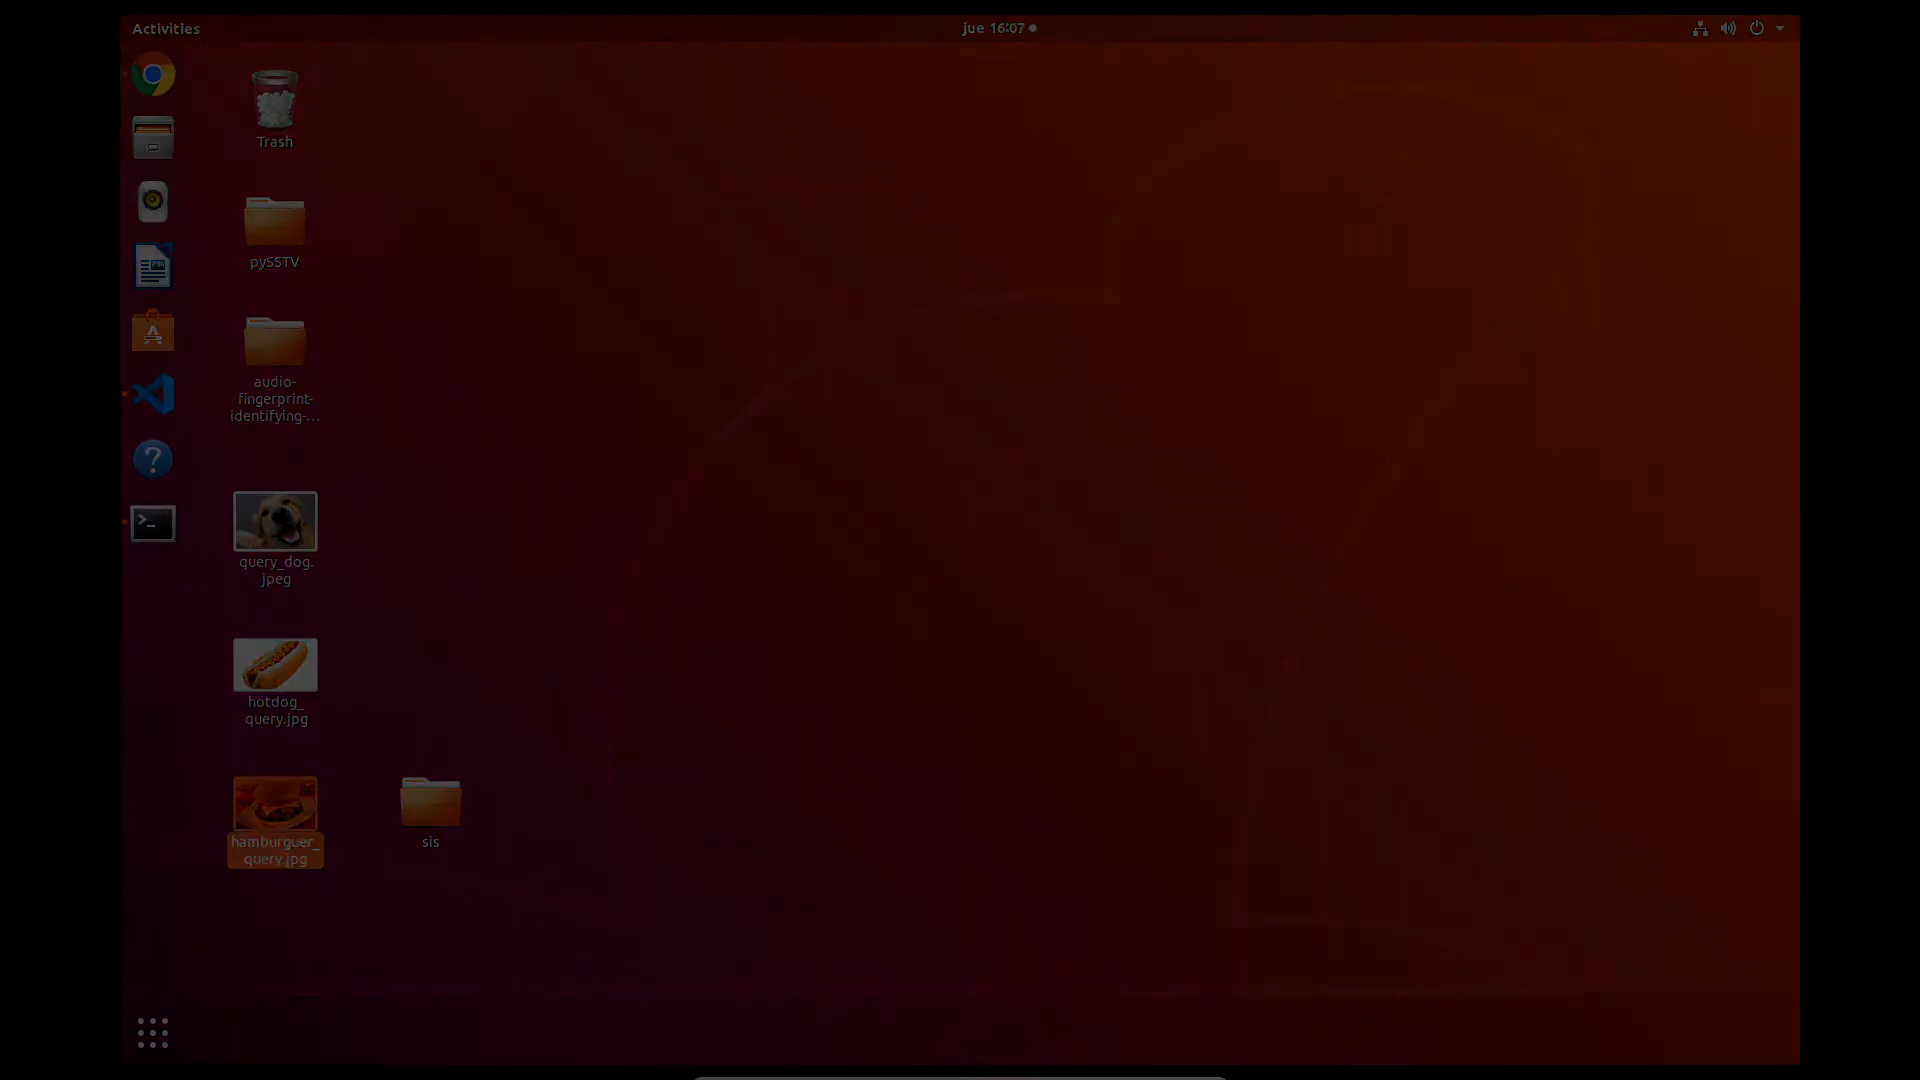 Activities
jue 16:07
Trash
pySSTV
audio-
fingerprint-
identifying-...
query_dog.
jpeg
hotdog_
query.jpg
hamburguer_
query.jpg
sis